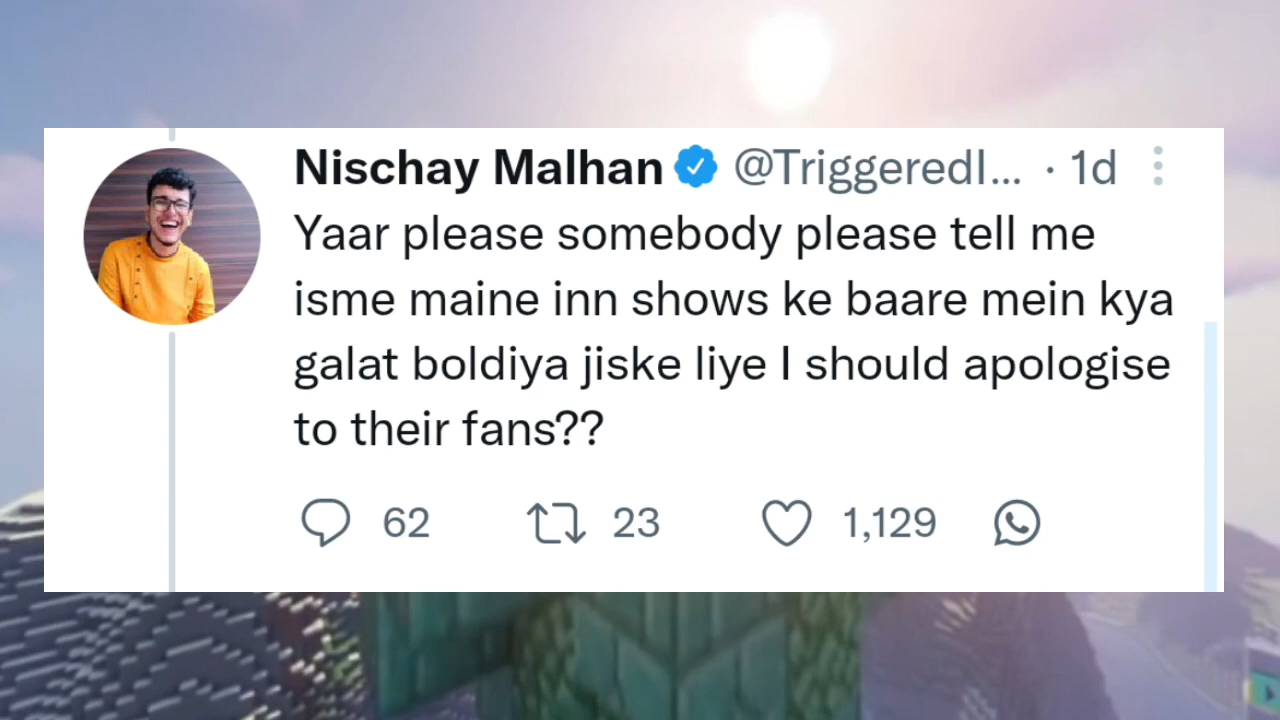 Nischay Malhan @TriggeredI... · 1d
Yaar please somebody please tell me
isme maine inn shows ke baare mein kya
galat boldiya jiske liye I should apologise
to their fans??
62 23 1,129